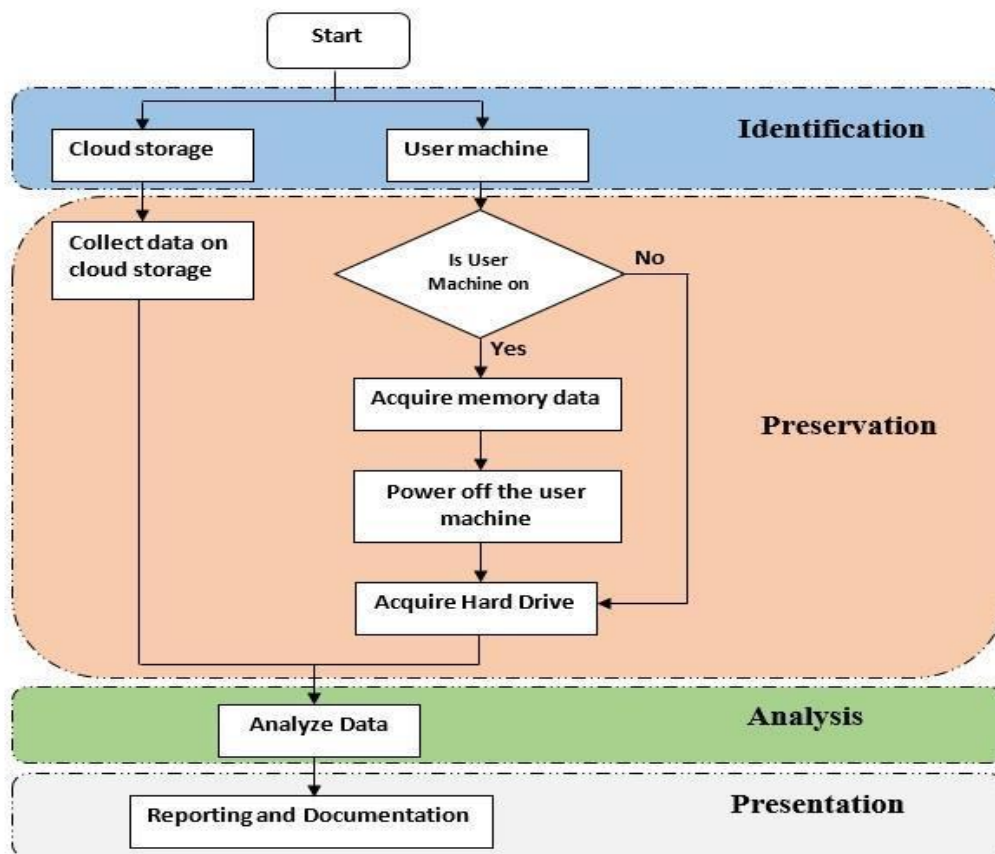 Start
Identification
Cloud storage
User machine
Collect data on
cloud storage
Is User
Machine on
No
Yes
Acquire memory data
Preservation
Power off the user
machine
Acquire Hard Drive
Analysis
Analyze Data
Presentation
Reporting and Documentation